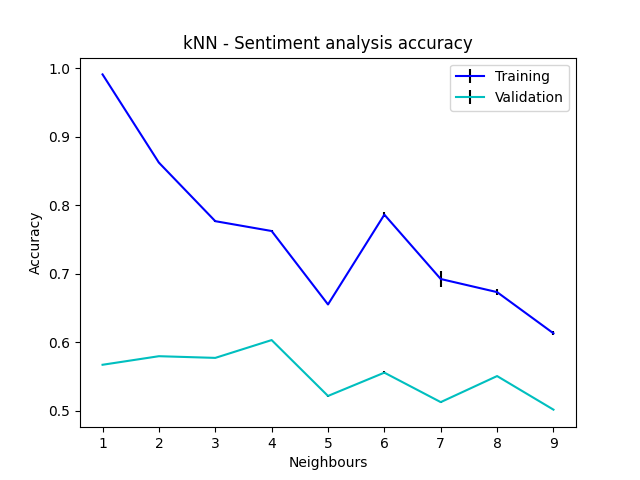 kNN - Sentiment analysis accuracy
Training
Validation
1.0
0.9
0.8
0.7
0.6
0.5
Accuracy
1 2 3 4 5 6 7 8 9
Neighbours